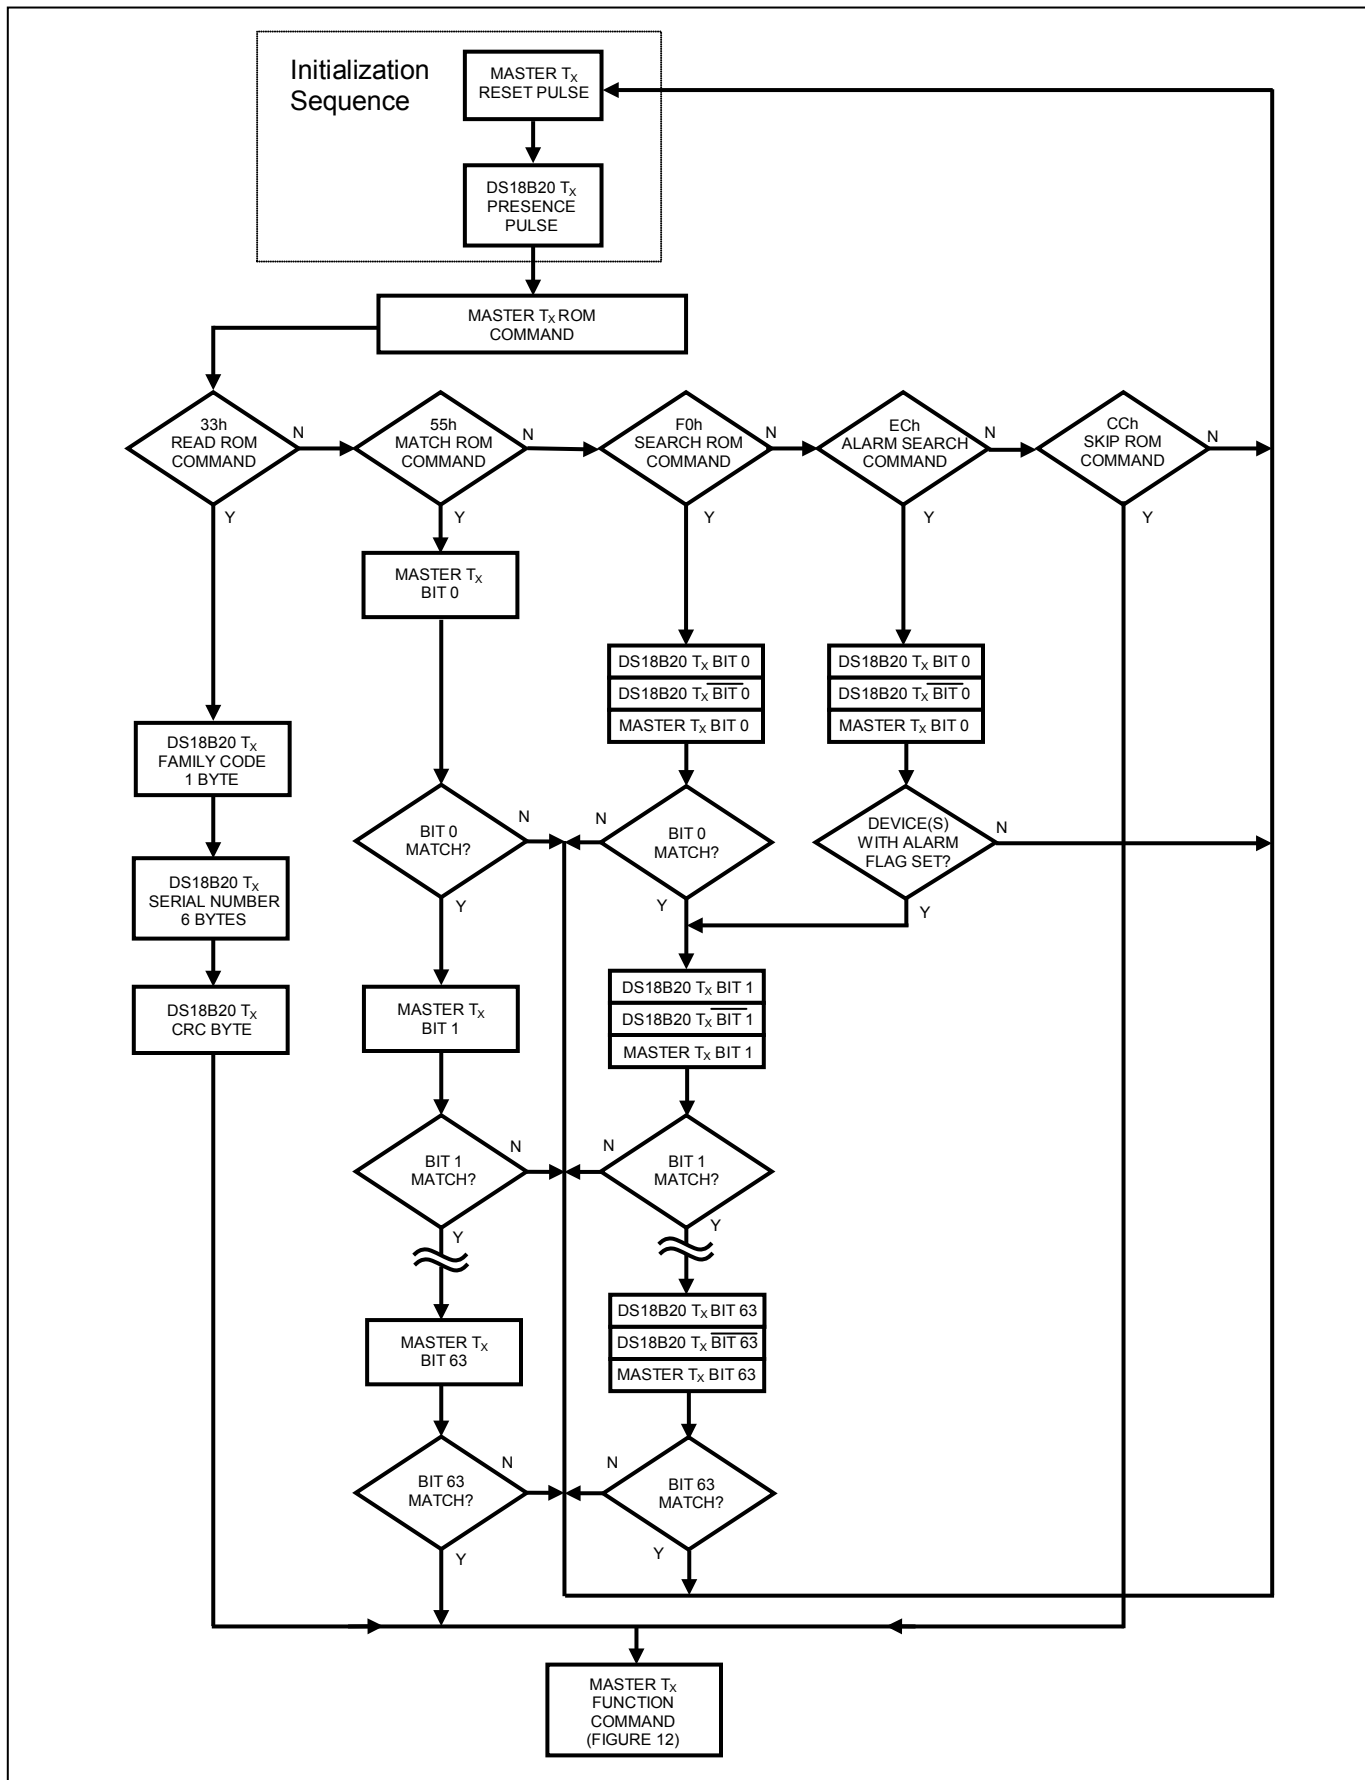 Initialization
Sequence
MASTER TX
RESET PULSE
DS18B20 TX
PRESENCE
PULSE
MASTER TX ROM
COMMAND
33h
READ ROM
COMMAND
N
Y
55h
MATCH ROM
COMMAND
N
Y
F0h
SEARCH ROM
COMMAND
N
Y
ECh
ALARM SEARCH
COMMAND
N
Y
CCh
SKIP ROM
COMMAND
N
Y
MASTER TX
BIT 0
DS18B20 TX BIT 0
DS18B20 TX BIT 0
MASTER TX BIT 0
DS18B20 TX BIT 0
DS18B20 TX BIT 0
MASTER TX BIT 0
DS18B20 TX
FAMILY CODE
1 BYTE
BIT 0
MATCH?
N
Y
N
BIT 0
MATCH?
Y
DEVICE(S)
WITH ALARM
FLAG SET?
N
Y
DS18B20 TX
SERIAL NUMBER
6 BYTES
DS18B20 TX
CRC BYTE
MASTER TX
BIT 1
DS18B20 TX BIT 1
DS18B20 TX BIT 1
MASTER TX BIT 1
BIT 1
MATCH?
N
Y
N
BIT 1
MATCH?
Y
MASTER TX
BIT 63
DS18B20 TX BIT 63
DS18B20 TX BIT 63
MASTER TX BIT 63
BIT 63
MATCH?
N
Y
N
BIT 63
MATCH?
Y
MASTER TX
FUNCTION
COMMAND
(FIGURE 12)